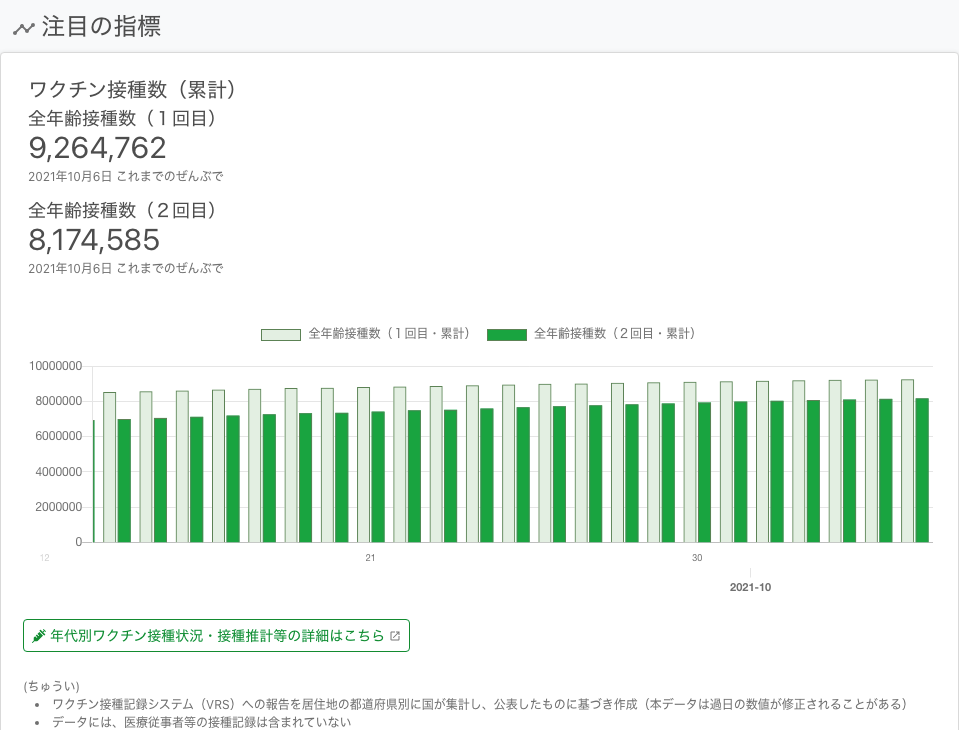 注目の指標
ワクチン接種数（累計）
全年齢接種数（１回目）
9,264,762
2021年10月6日 これまでのぜんぶで
全年齢接種数（２回目）
8,174,585
2021年10月6日 これまでのぜんぶで
全年齢接種数（１回目・累計） 全年齢接種数（２回目・累計）
10000000
8000000
6000000
4000000
2000000
0
12 21 30
2021-10
年代別ワクチン接種状況・接種推計等の詳細はこちら
(ちゅうい)
• ワクチン接種記録システム（VRS）への報告を居住地の都道府県別に国が集計し、公表したものに基づき作成（本データは過日の数値が修正されることがある）
• データには、医療従事者等の接種記録は含まれていない